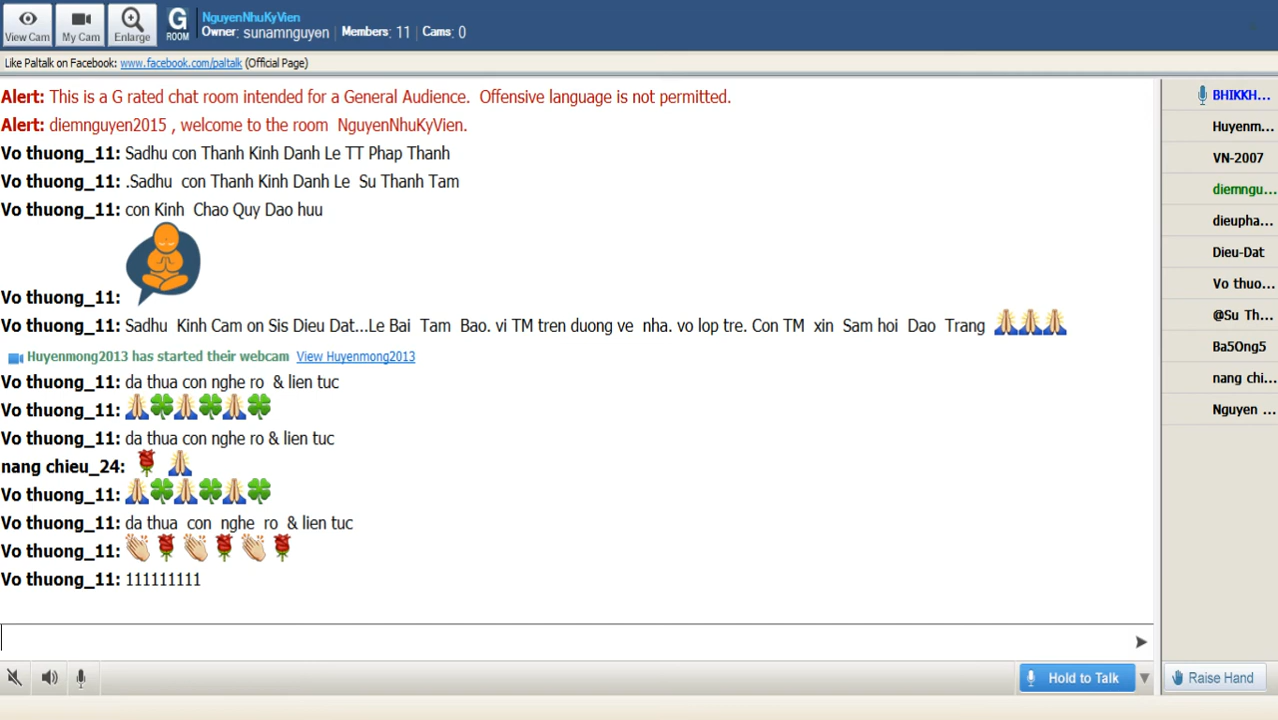 View Cam
My Cam
Enlarge
G
ROOM
NguyenNhuKyVien
Owner: sunamnguyen Members: 11 Cams: 0
Like Paltalk on Facebook: www.facebook.com/paltalk (Official Page)
Alert: This is a G rated chat room intended for a General Audience. Offensive language is not permitted.
Alert: diemnguyen2015 , welcome to the room NguyenNhuKyVien.
Vo thuong_11: Sadhu con Thanh Kinh Danh Le TT Phap Thanh
Vo thuong_11: .Sadhu con Thanh Kinh Danh Le Su Thanh Tam
Vo thuong_11: con Kinh Chao Quy Dao huu
Vo thuong_11:
Vo thuong_11: Sadhu Kinh Cam on Sis Dieu Dat...Le Bai Tam Bao. vi TM tren duong ve nha. vo lop tre. Con TM xin Sam hoi Dao Trang 🙏🙏🙏
Huyenmong2013 has started their webcam View Huyenmong2013
Vo thuong_11: da thua con nghe ro & lien tuc
Vo thuong_11: 🙏🍀🙏🍀🙏🍀
Vo thuong_11: da thua con nghe ro & lien tuc
nang chieu_24: 🌹 🙏
Vo thuong_11: 🙏🍀🙏🍀🙏🍀
Vo thuong_11: da thua con nghe ro & lien tuc
Vo thuong_11: 👏🌹👏🌹👏🌹
Vo thuong_11: 111111111
BHIKKH...
Huyenm...
VN-2007
diemngu...
dieupha...
Dieu-Dat
Vo thuo...
@Su Th...
Ba5Ong5
nang chi...
Nguyen ...
Hold to Talk
Raise Hand